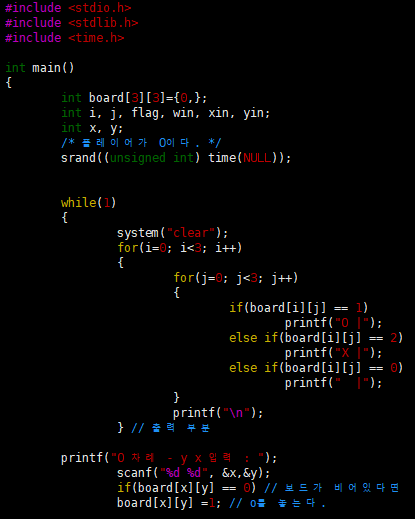 #include <stdio.h>
#include <stdlib.h>
#include <time.h>
int main()
{
int board[3][3]={0,};
int i, j, flag, win, xin, yin;
int x, y;
/* 플레이어가 O이다. */
srand((unsigned int) time(NULL));
while(1)
{
system("clear");
for(i=0; i<3; i++)
{
for(j=0; j<3; j++)
{
if(board[i][j] == 1)
printf("O |");
else if(board[i][j] == 2)
printf("X |");
else if(board[i][j] == 0)
printf("  |");
}
printf("\n");
} // 출력 부분
printf("O 차례 - y x 입력 : ");
scanf("%d %d", &x,&y);
if(board[x][y] == 0) // 보드가 비어있다면
board[x][y] =1; // o를 놓는다.